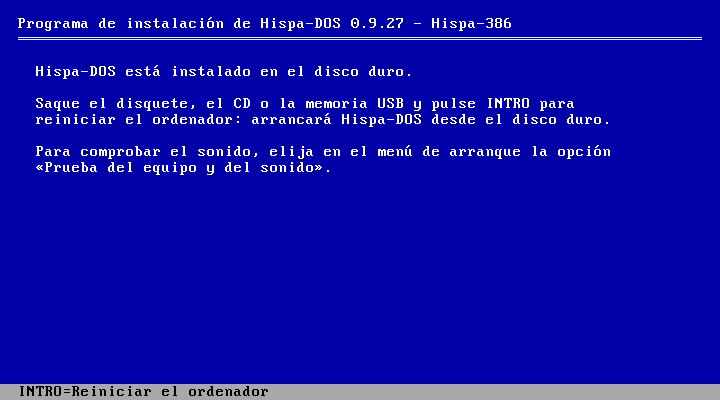 Programa de instalación de Hispa-DOS 0.9.27 - Hispa-386
Hispa-DOS está instalado en el disco duro.
Saque el disquete, el CD o la memoria USB y pulse INTRO para
reiniciar el ordenador: arrancará Hispa-DOS desde el disco duro.
Para comprobar el sonido, elija en el menú de arranque la opción
«Prueba del equipo y del sonido».
INTRO=Reiniciar el ordenador